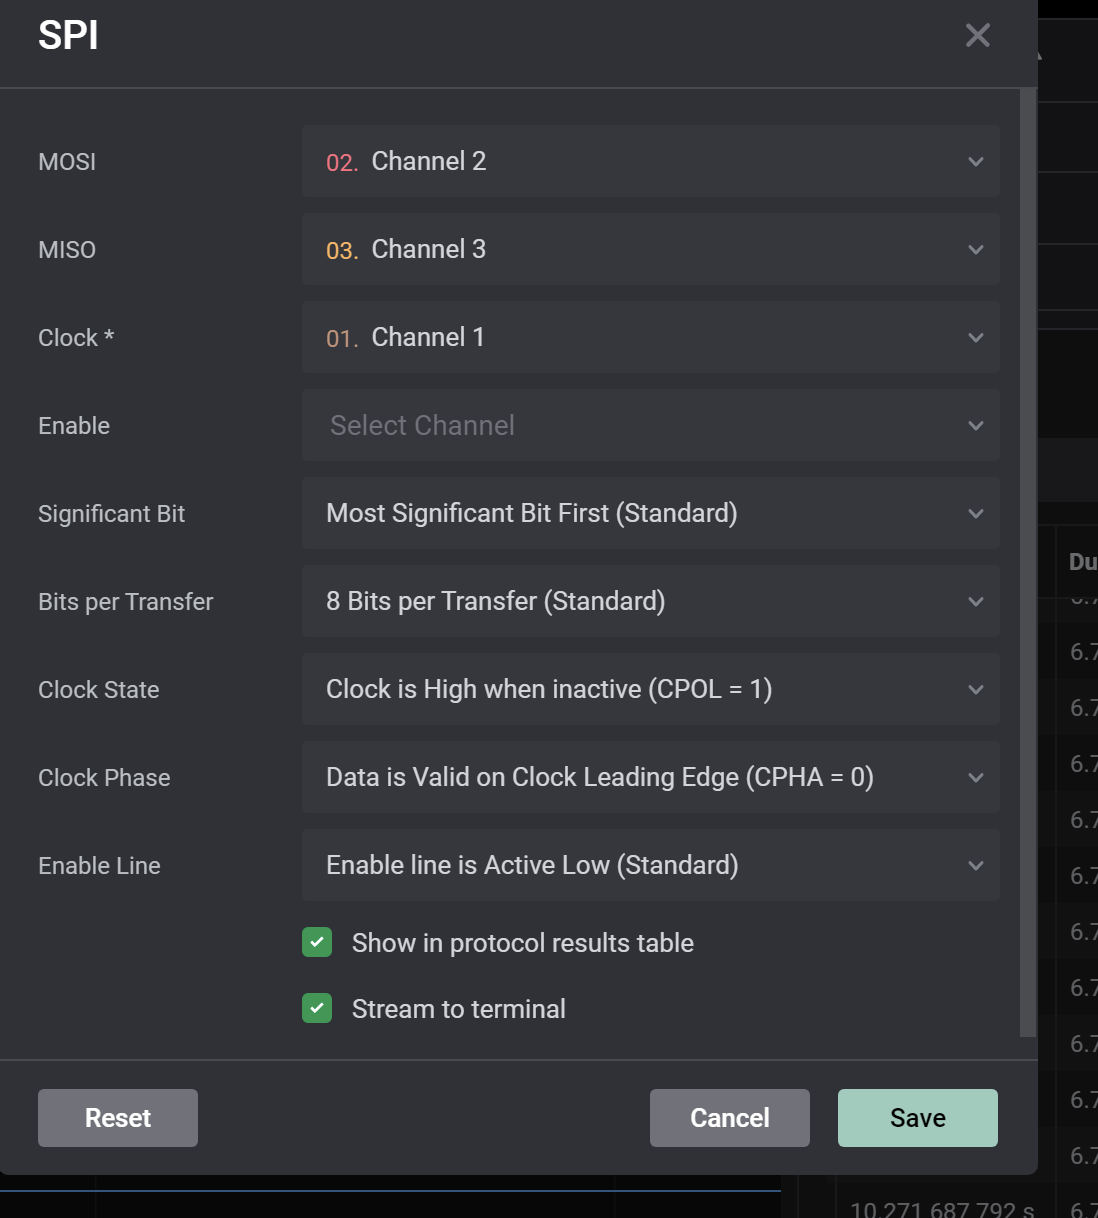 SPI
MOSI 02. Channel 2
MISO 03. Channel 3
Clock * 01. Channel 1
Enable Select Channel
Significant Bit Most Significant Bit First (Standard)
Bits per Transfer 8 Bits per Transfer (Standard)
Clock State Clock is High when inactive (CPOL = 1)
Clock Phase Data is Valid on Clock Leading Edge (CPHA = 0)
Enable Line Enable line is Active Low (Standard)
Show in protocol results table
Stream to terminal
Reset Cancel Save
Du
6.7
6.7
6.7
6.7
6.7
6.7
6.7
6.7
6.7
6.7
10.271 687 792 s 6.7